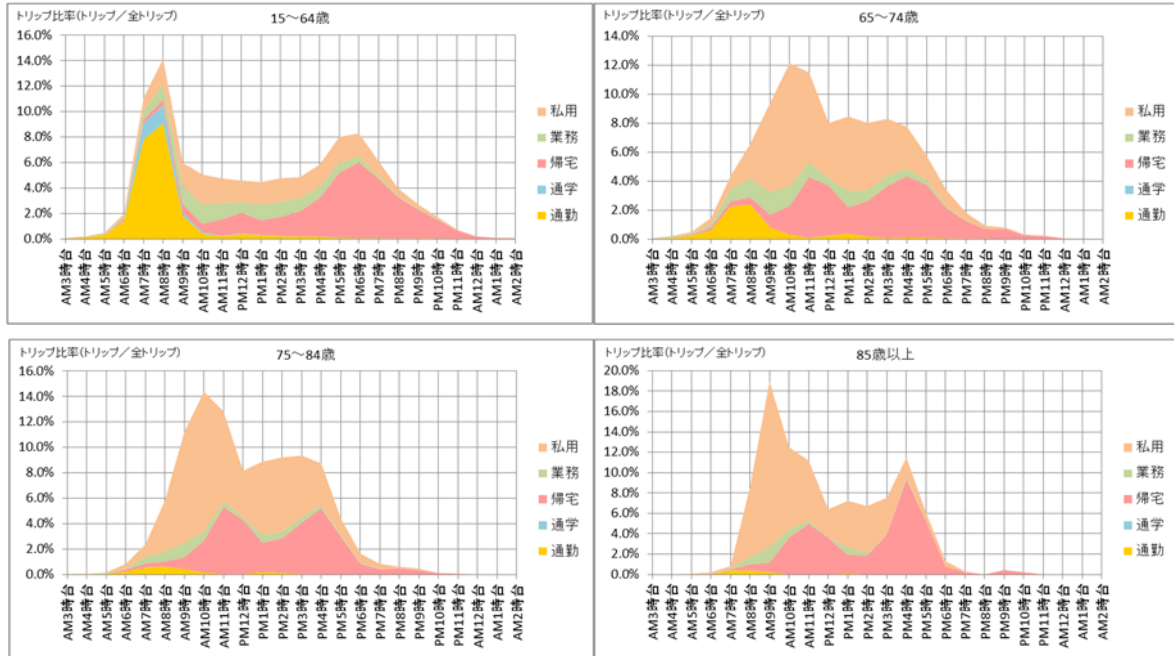 トリップ比率(トリップ／全トリップ)
15～64歳
16.0%
14.0%
12.0%
10.0%
8.0%
6.0%
4.0%
2.0%
0.0%
AM3時台
AM4時台
AM5時台
AM6時台
AM7時台
AM8時台
AM9時台
AM10時台
AM11時台
PM12時台
PM1時台
PM2時台
PM3時台
PM4時台
PM5時台
PM6時台
PM7時台
PM8時台
PM9時台
PM10時台
PM11時台
AM12時台
AM1時台
AM2時台
私用
業務
帰宅
通学
通勤
トリップ比率(トリップ／全トリップ)
65～74歳
14.0%
12.0%
10.0%
8.0%
6.0%
4.0%
2.0%
0.0%
AM3時台
AM4時台
AM5時台
AM6時台
AM7時台
AM8時台
AM9時台
AM10時台
AM11時台
PM12時台
PM1時台
PM2時台
PM3時台
PM4時台
PM5時台
PM6時台
PM7時台
PM8時台
PM9時台
PM10時台
PM11時台
AM12時台
AM1時台
AM2時台
私用
業務
帰宅
通学
通勤
トリップ比率(トリップ／全トリップ)
75～84歳
16.0%
14.0%
12.0%
10.0%
8.0%
6.0%
4.0%
2.0%
0.0%
AM3時台
AM4時台
AM5時台
AM6時台
AM7時台
AM8時台
AM9時台
AM10時台
AM11時台
PM12時台
PM1時台
PM2時台
PM3時台
PM4時台
PM5時台
PM6時台
PM7時台
PM8時台
PM9時台
PM10時台
PM11時台
AM12時台
AM1時台
AM2時台
私用
業務
帰宅
通学
通勤
トリップ比率(トリップ／全トリップ)
85歳以上
20.0%
18.0%
16.0%
14.0%
12.0%
10.0%
8.0%
6.0%
4.0%
2.0%
0.0%
AM3時台
AM4時台
AM5時台
AM6時台
AM7時台
AM8時台
AM9時台
AM10時台
AM11時台
PM12時台
PM1時台
PM2時台
PM3時台
PM4時台
PM5時台
PM6時台
PM7時台
PM8時台
PM9時台
PM10時台
PM11時台
AM12時台
AM1時台
AM2時台
私用
業務
帰宅
通学
通勤